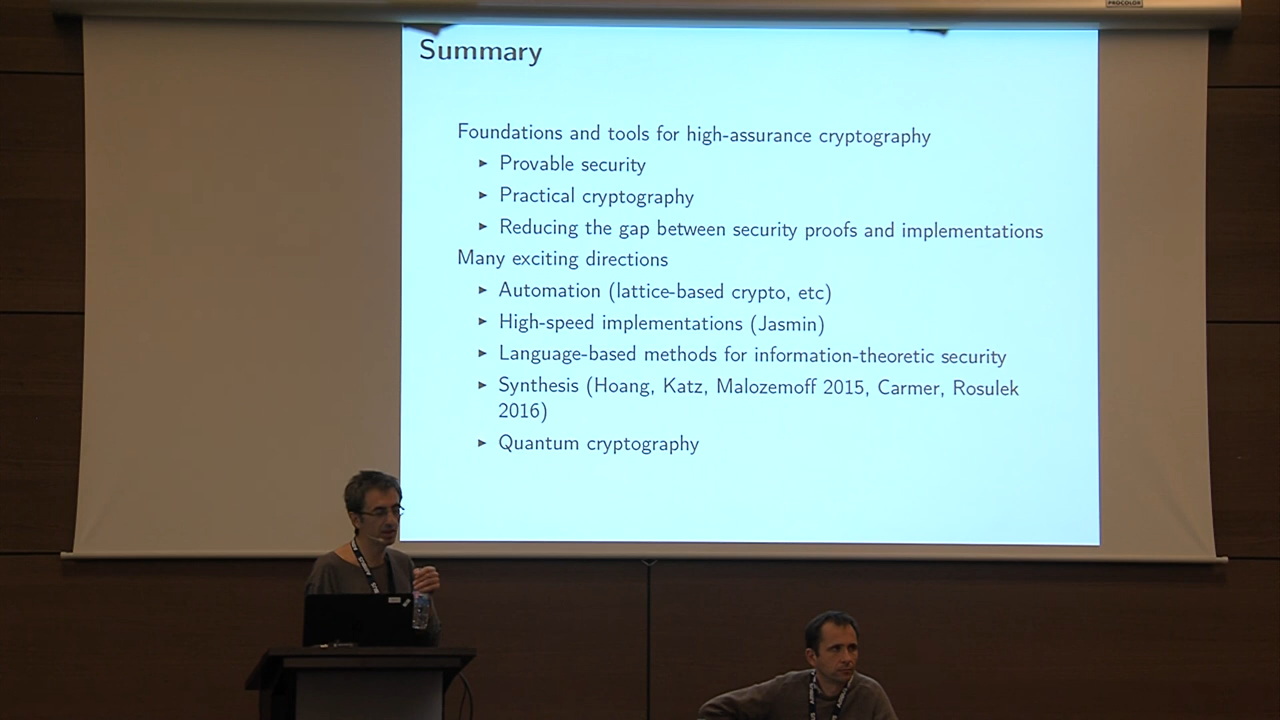 PROCOLOR
Summary
Foundations and tools for high-assurance cryptography
► Provable security
► Practical cryptography
► Reducing the gap between security proofs and implementations
Many exciting directions
► Automation (lattice-based crypto, etc)
► High-speed implementations (Jasmin)
► Language-based methods for information-theoretic security
► Synthesis (Hoang, Katz, Malozemoff 2015, Carmer, Rosulek
2016)
► Quantum cryptography